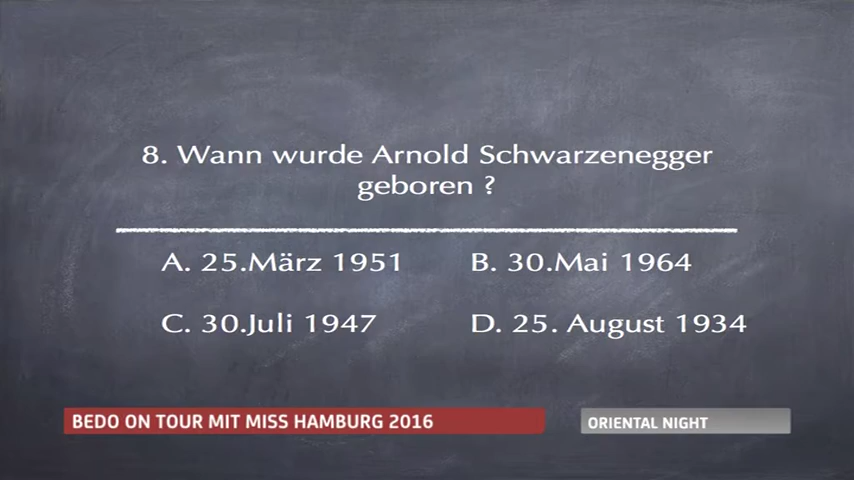 8. Wann wurde Arnold Schwarzenegger
geboren ?
A. 25.März 1951
B. 30.Mai 1964
C. 30.Juli 1947
D. 25. August 1934
BEDO ON TOUR MIT MISS HAMBURG 2016
ORIENTAL NIGHT